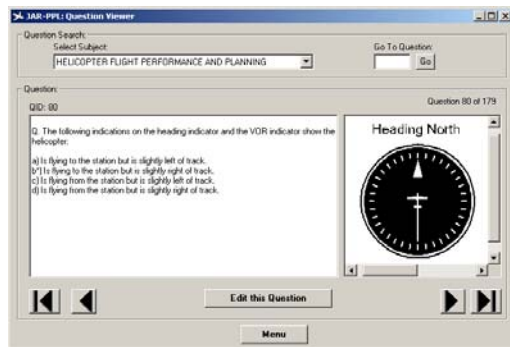 JAR-PPL: Question Viewer
Question Search:
Select Subject:
Go To Question:
HELICOPTER FLIGHT PERFORMANCE AND PLANNING
Go
Question:
QID: 80
Question 80 of 179
Q. The following indications on the heading indicator and the VOR indicator show the
helicopter:
a) Is flying to the station but is slightly left of track.
b*) Is flying to the station but is slightly right of track.
c) Is flying from the station but is slightly left of track.
d) Is flying from the station but is slightly right of track.
Heading North
Edit this Question
Menu